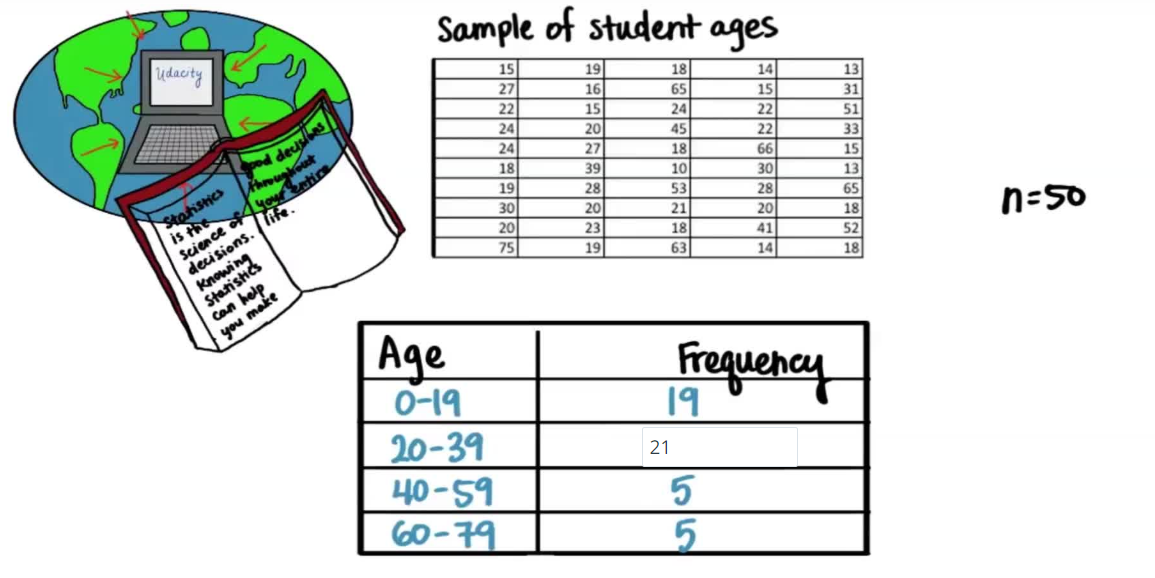 Sample of student ages
Udacity
15 19 18 14 13
27 16 65 15 31
22 15 24 22 51
24 20 45 22 33
24 27 18 66 15
18 39 10 30 13
19 28 53 28 65
30 20 21 20 18
20 23 18 41 52
75 19 63 14 18
n=50
Statistics
is the
science of
decisions.
Knowing
Statistics
can help
you make
good decisions
throughout
your entire
life.
Age Frequency
0-19 19
20-39 21
40-59 5
60-79 5